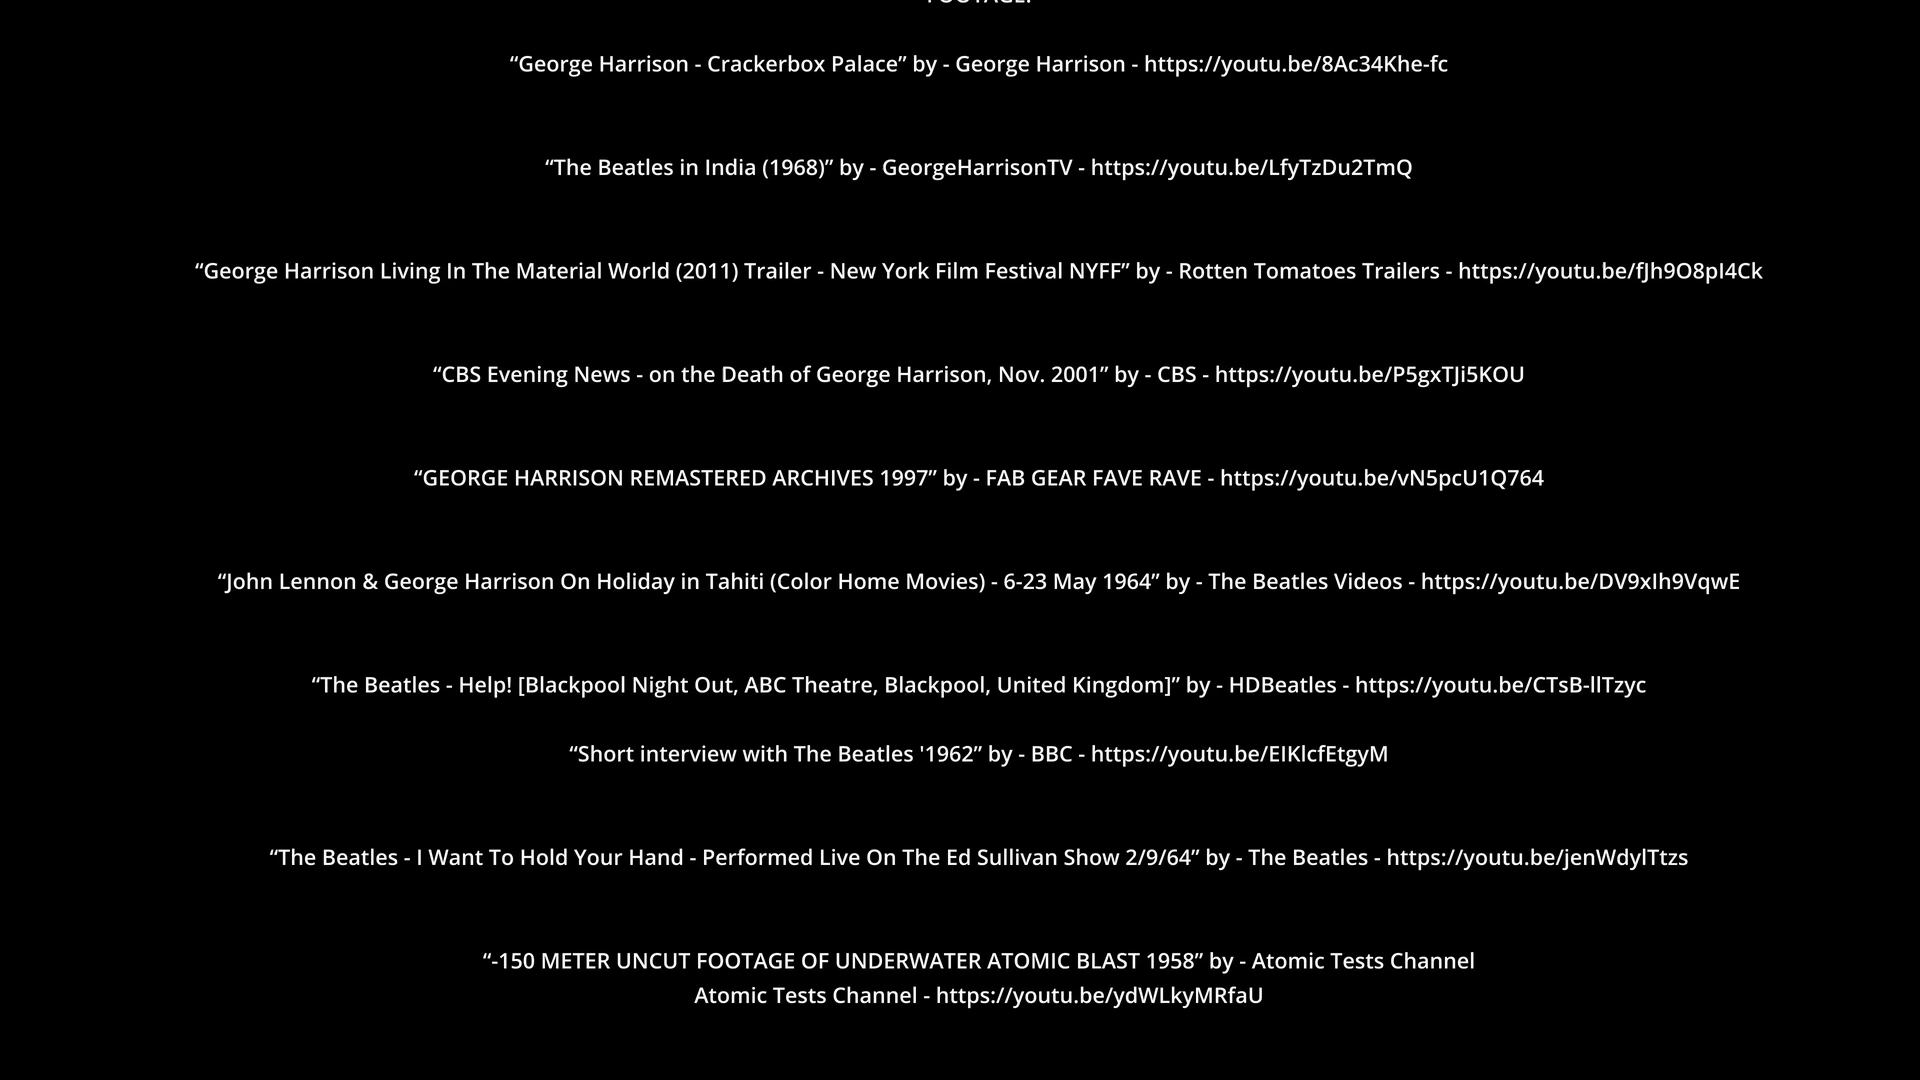 FOOTAGE:
“George Harrison - Crackerbox Palace” by - George Harrison - https://youtu.be/8Ac34Khe-fc
“The Beatles in India (1968)” by - GeorgeHarrisonTV - https://youtu.be/LfyTzDu2TmQ
“George Harrison Living In The Material World (2011) Trailer - New York Film Festival NYFF” by - Rotten Tomatoes Trailers - https://youtu.be/fJh9O8pI4Ck
“CBS Evening News - on the Death of George Harrison, Nov. 2001” by - CBS - https://youtu.be/P5gxTJi5KOU
“GEORGE HARRISON REMASTERED ARCHIVES 1997” by - FAB GEAR FAVE RAVE - https://youtu.be/vN5pcU1Q764
“John Lennon & George Harrison On Holiday in Tahiti (Color Home Movies) - 6-23 May 1964” by - The Beatles Videos - https://youtu.be/DV9xIh9VqwE
“The Beatles - Help! [Blackpool Night Out, ABC Theatre, Blackpool, United Kingdom]” by - HDBeatles - https://youtu.be/CTsB-llTzyc
“Short interview with The Beatles '1962” by - BBC - https://youtu.be/EIKlcfEtgyM
“The Beatles - I Want To Hold Your Hand - Performed Live On The Ed Sullivan Show 2/9/64” by - The Beatles - https://youtu.be/jenWdylTtzs
“-150 METER UNCUT FOOTAGE OF UNDERWATER ATOMIC BLAST 1958” by - Atomic Tests Channel
Atomic Tests Channel - https://youtu.be/ydWLkyMRfaU